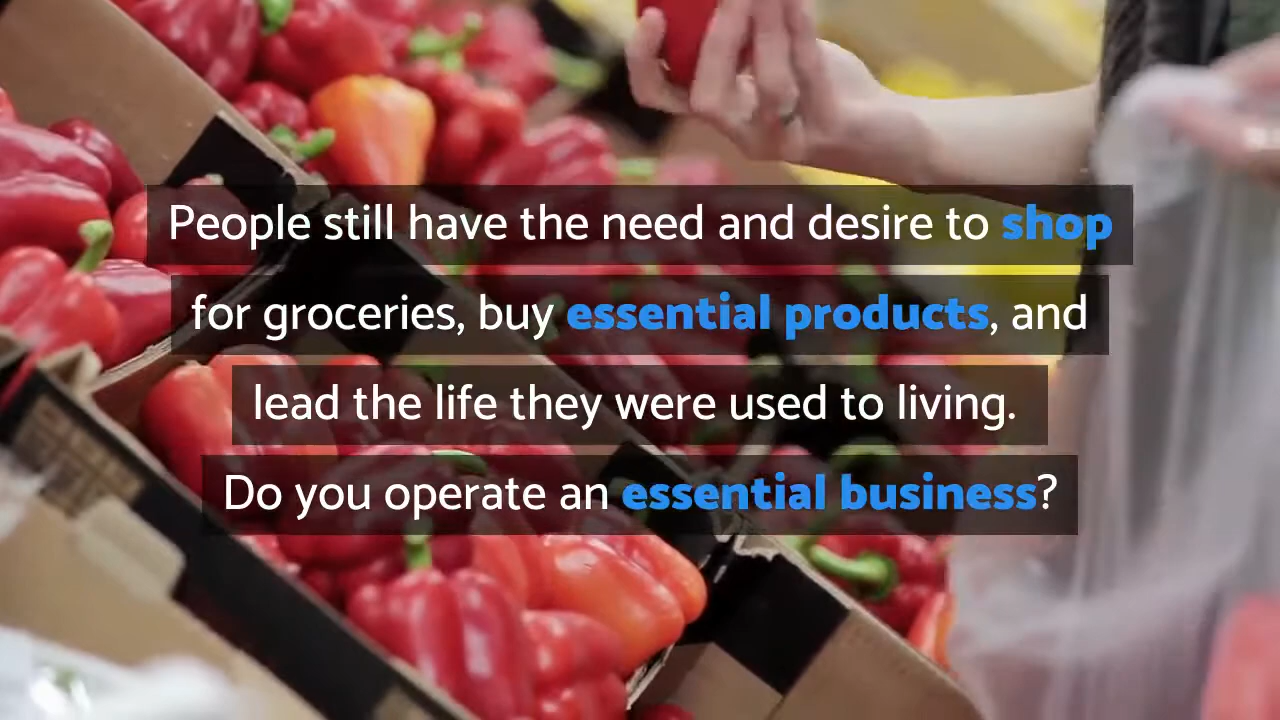 People still have the need and desire to shop
for groceries, buy essential products, and
lead the life they were used to living.
Do you operate an essential business?